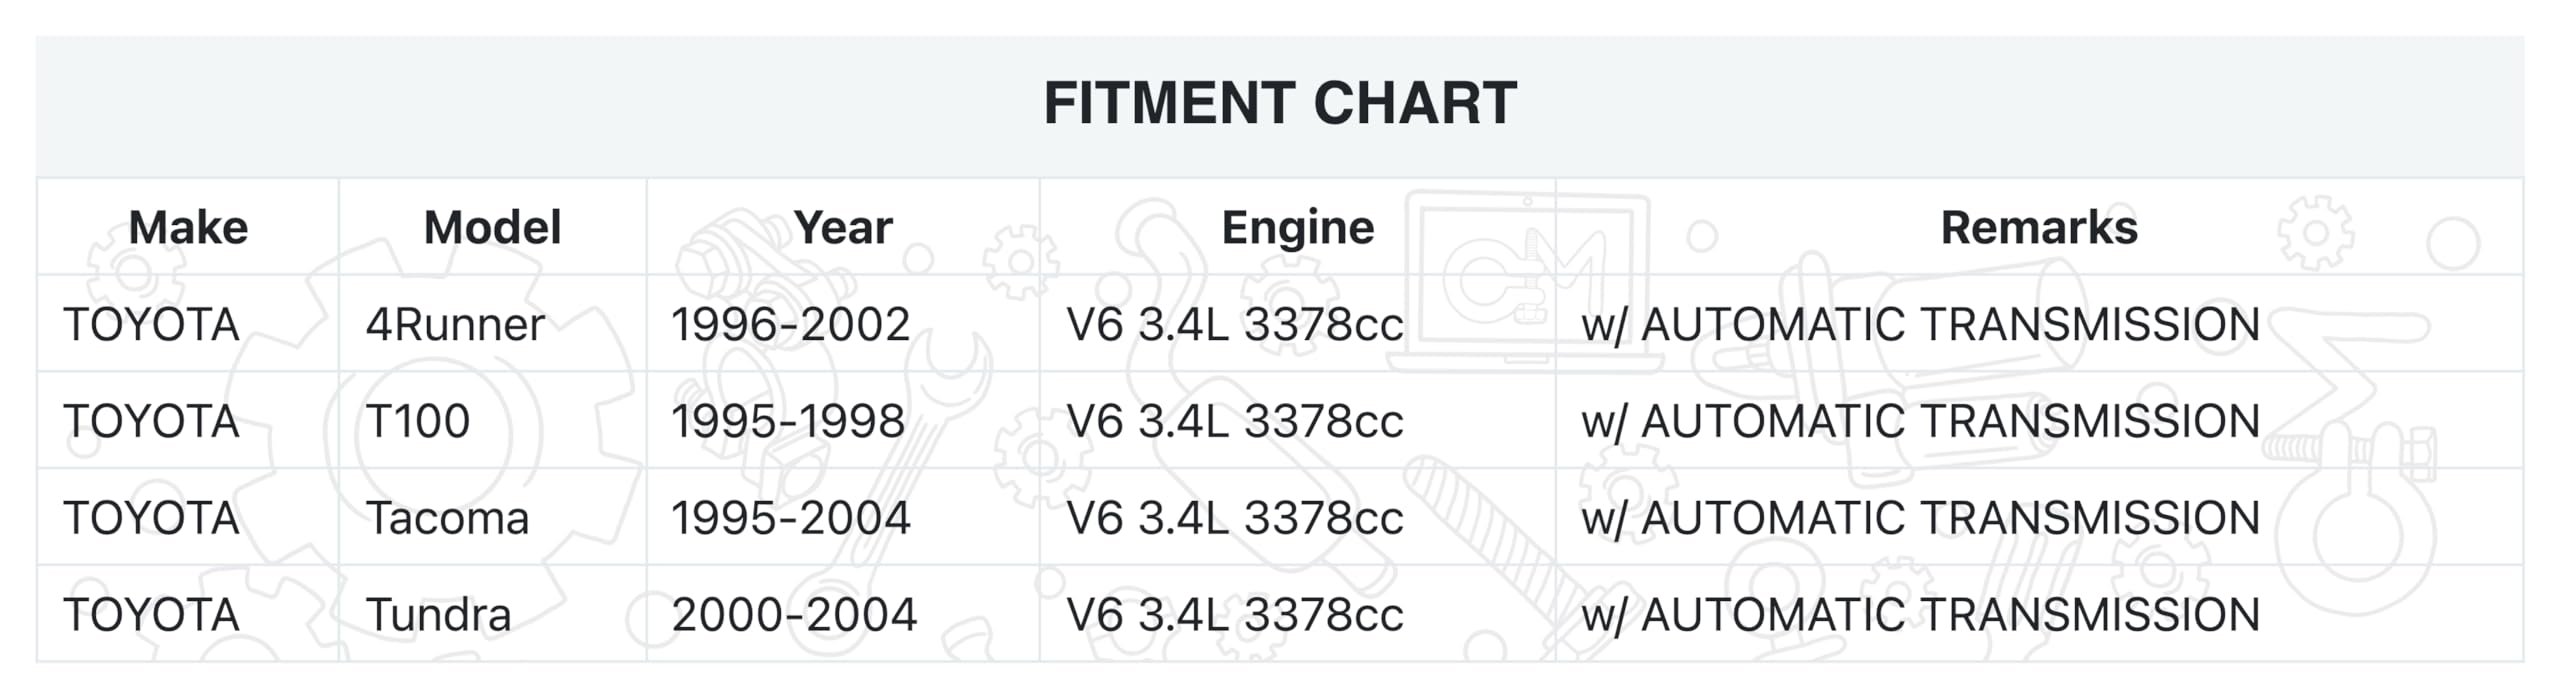 FITMENT CHART
Make Model Year Engine Remarks
TOYOTA 4Runner 1996-2002 V6 3.4L 3378cc w/ AUTOMATIC TRANSMISSION
TOYOTA T100 1995-1998 V6 3.4L 3378cc w/ AUTOMATIC TRANSMISSION
TOYOTA Tacoma 1995-2004 V6 3.4L 3378cc w/ AUTOMATIC TRANSMISSION
TOYOTA Tundra 2000-2004 V6 3.4L 3378cc w/ AUTOMATIC TRANSMISSION